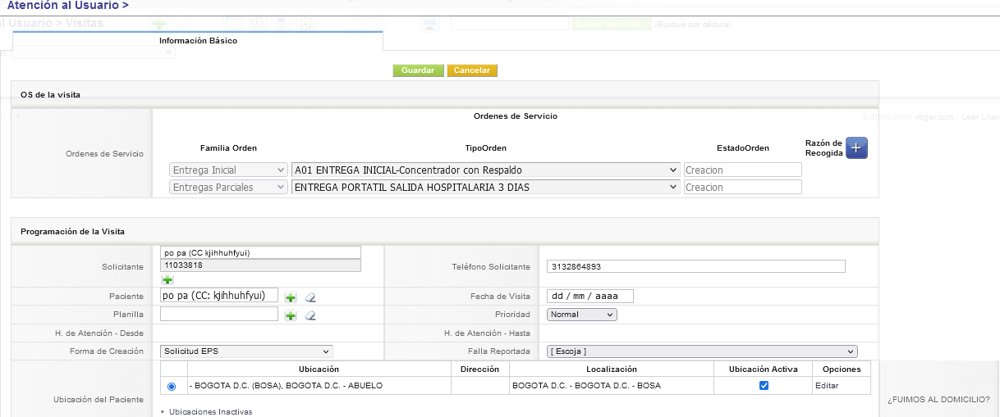 Atención al Usuario >
al Usuario > Visitas
(Busque por cédula).
Información Básico
Guardar Cancelar
OS de la visita
Ordenes de Servicio
Ordenes de Servicio
Familia Orden TipoOrden EstadoOrden Razón de Recogida
Entrega Inicial A01 ENTREGA INICIAL-Concentrador con Respaldo Creacion
Entregas Parciales ENTREGA PORTATIL SALIDA HOSPITALARIA 3 DIAS Creacion
vtiger.com | Leer Lice
Programación de la Visita
Solicitante po pa (CC kjihhuhfyui)
11033818
Teléfono Solicitante 3132864893
Paciente po pa (CC: kjihhuhfyui) Fecha de Visita dd / mm / aaaa
Planilla Prioridad Normal
H. de Atención - Desde H. de Atención - Hasta
Forma de Creación Solicitud EPS Falla Reportada [ Escoja ]
Ubicación Dirección Localización Ubicación Activa Opciones
- BOGOTA D.C. (BOSA), BOGOTA D.C. - ABUELO BOGOTA D.C. - BOGOTA D.C. - BOSA Editar
Ubicación del Paciente ¿FUIMOS AL DOMICILIO?
Ubicaciones Inactivas